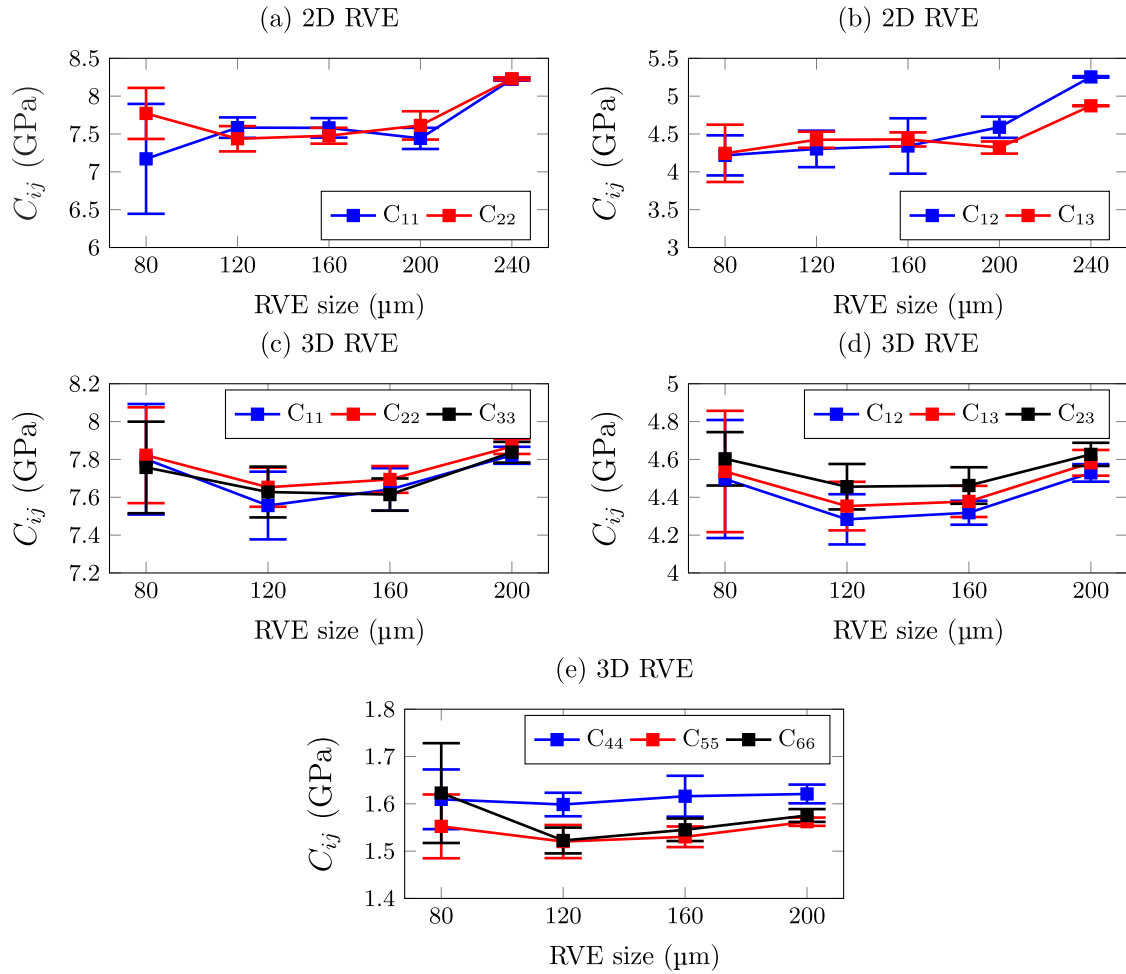 (a) 2D RVE
C_ij (GPa)
8.5
8
7.5
7
6.5
6
C₁₁ C₂₂
80 120 160 200 240
RVE size (µm)
(b) 2D RVE
C_ij (GPa)
5.5
5
4.5
4
3.5
3
C₁₂ C₁₃
80 120 160 200 240
RVE size (µm)
(c) 3D RVE
C_ij (GPa)
8.2
8
7.8
7.6
7.4
7.2
C₁₁ C₂₂ C₃₃
80 120 160 200
RVE size (µm)
(d) 3D RVE
C_ij (GPa)
5
4.8
4.6
4.4
4.2
4
C₁₂ C₁₃ C₂₃
80 120 160 200
RVE size (µm)
(e) 3D RVE
C_ij (GPa)
1.8
1.7
1.6
1.5
1.4
C₄₄ C₅₅ C₆₆
80 120 160 200
RVE size (µm)